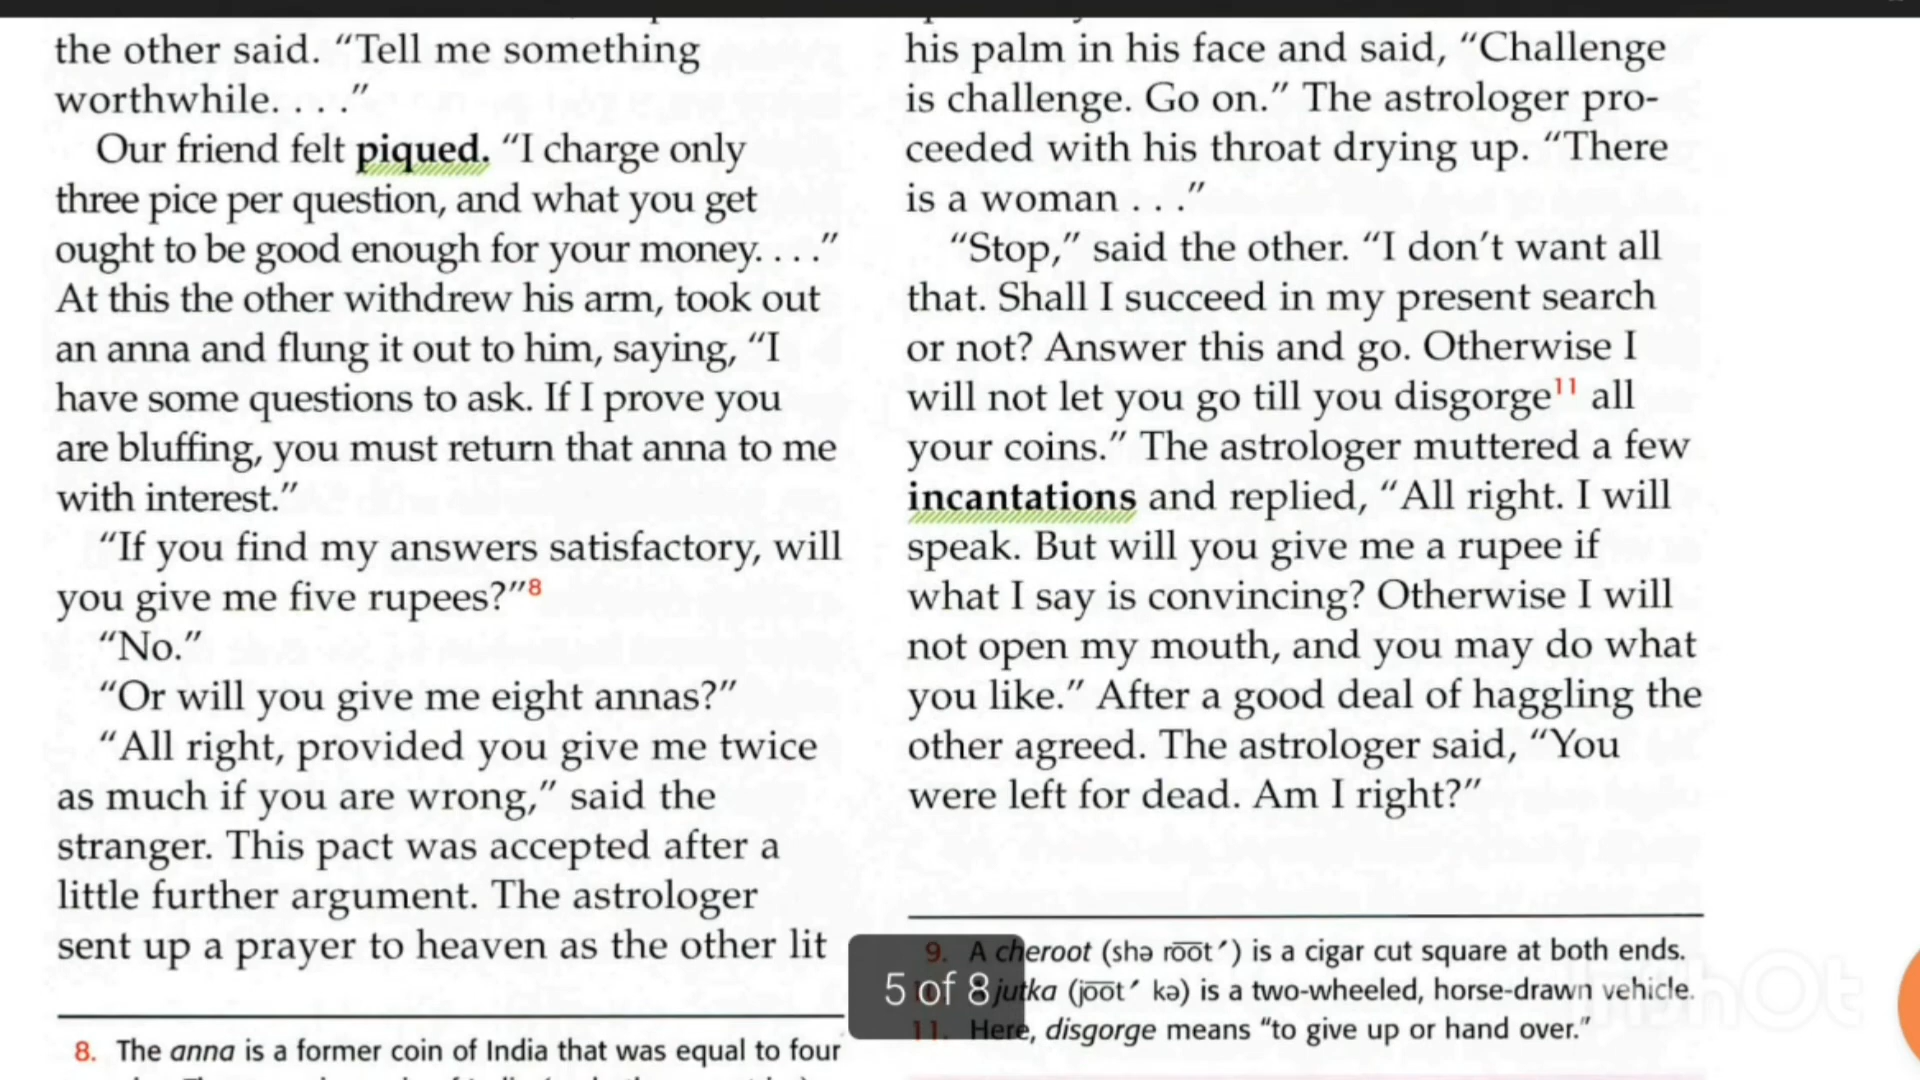 the other said. “Tell me something
worthwhile. . . .”
Our friend felt piqued. “I charge only
three pice per question, and what you get
ought to be good enough for your money. . . .”
At this the other withdrew his arm, took out
an anna and flung it out to him, saying, “I
have some questions to ask. If I prove you
are bluffing, you must return that anna to me
with interest.”
“If you find my answers satisfactory, will
you give me five rupees?”8
“No.”
“Or will you give me eight annas?”
“All right, provided you give me twice
as much if you are wrong,” said the
stranger. This pact was accepted after a
little further argument. The astrologer
sent up a prayer to heaven as the other lit
8. The anna is a former coin of India that was equal to four
his palm in his face and said, “Challenge
is challenge. Go on.” The astrologer pro-
ceeded with his throat drying up. “There
is a woman . . .”
“Stop,” said the other. “I don’t want all
that. Shall I succeed in my present search
or not? Answer this and go. Otherwise I
will not let you go till you disgorge11 all
your coins.” The astrologer muttered a few
incantations and replied, “All right. I will
speak. But will you give me a rupee if
what I say is convincing? Otherwise I will
not open my mouth, and you may do what
you like.” After a good deal of haggling the
other agreed. The astrologer said, “You
were left for dead. Am I right?”
9. A cheroot (shə ro͞ot′) is a cigar cut square at both ends.
jutka (jo͞ot′ kə) is a two-wheeled, horse-drawn vehicle.
11. Here, disgorge means “to give up or hand over.”
5 of 8
InShOt